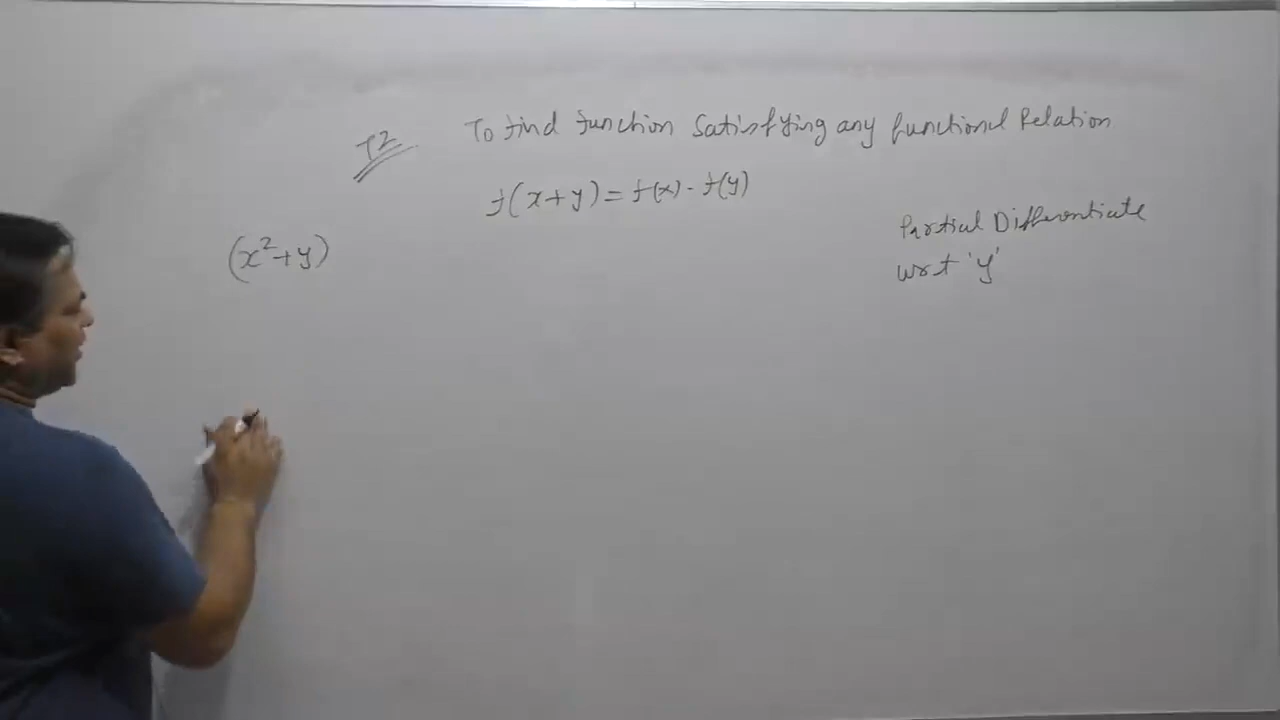 T2
To find function Satisfying any functional Relation
f(x+y) = f(x) - f(y)
Partial Differentiate
wrt 'y'
(x²+y)